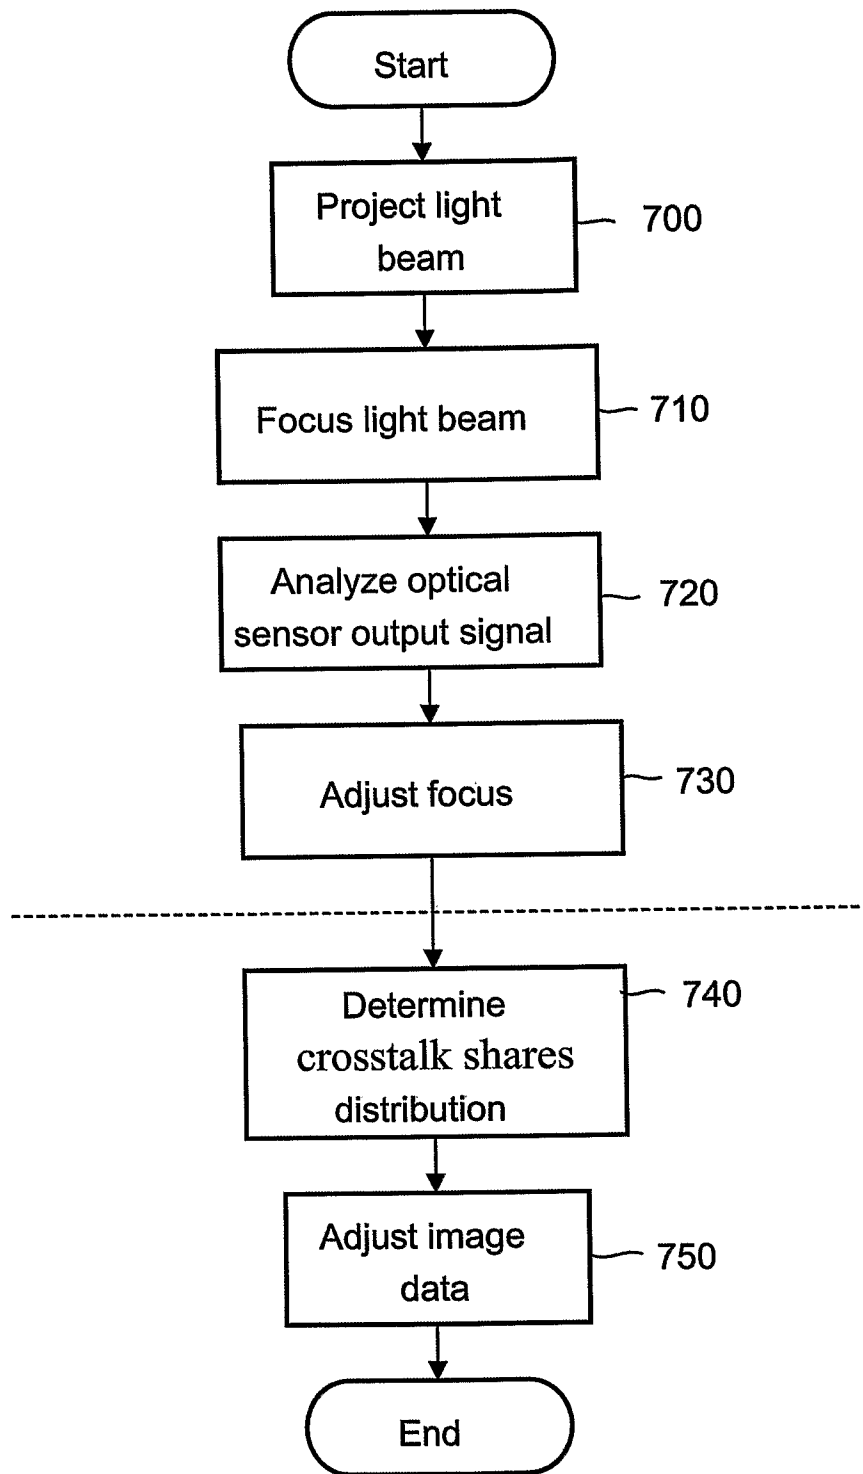 Start
Project light
beam
700
Focus light beam
710
Analyze optical
sensor output signal
720
Adjust focus
730
Determine
crosstalk shares
distribution
740
Adjust image
data
750
End